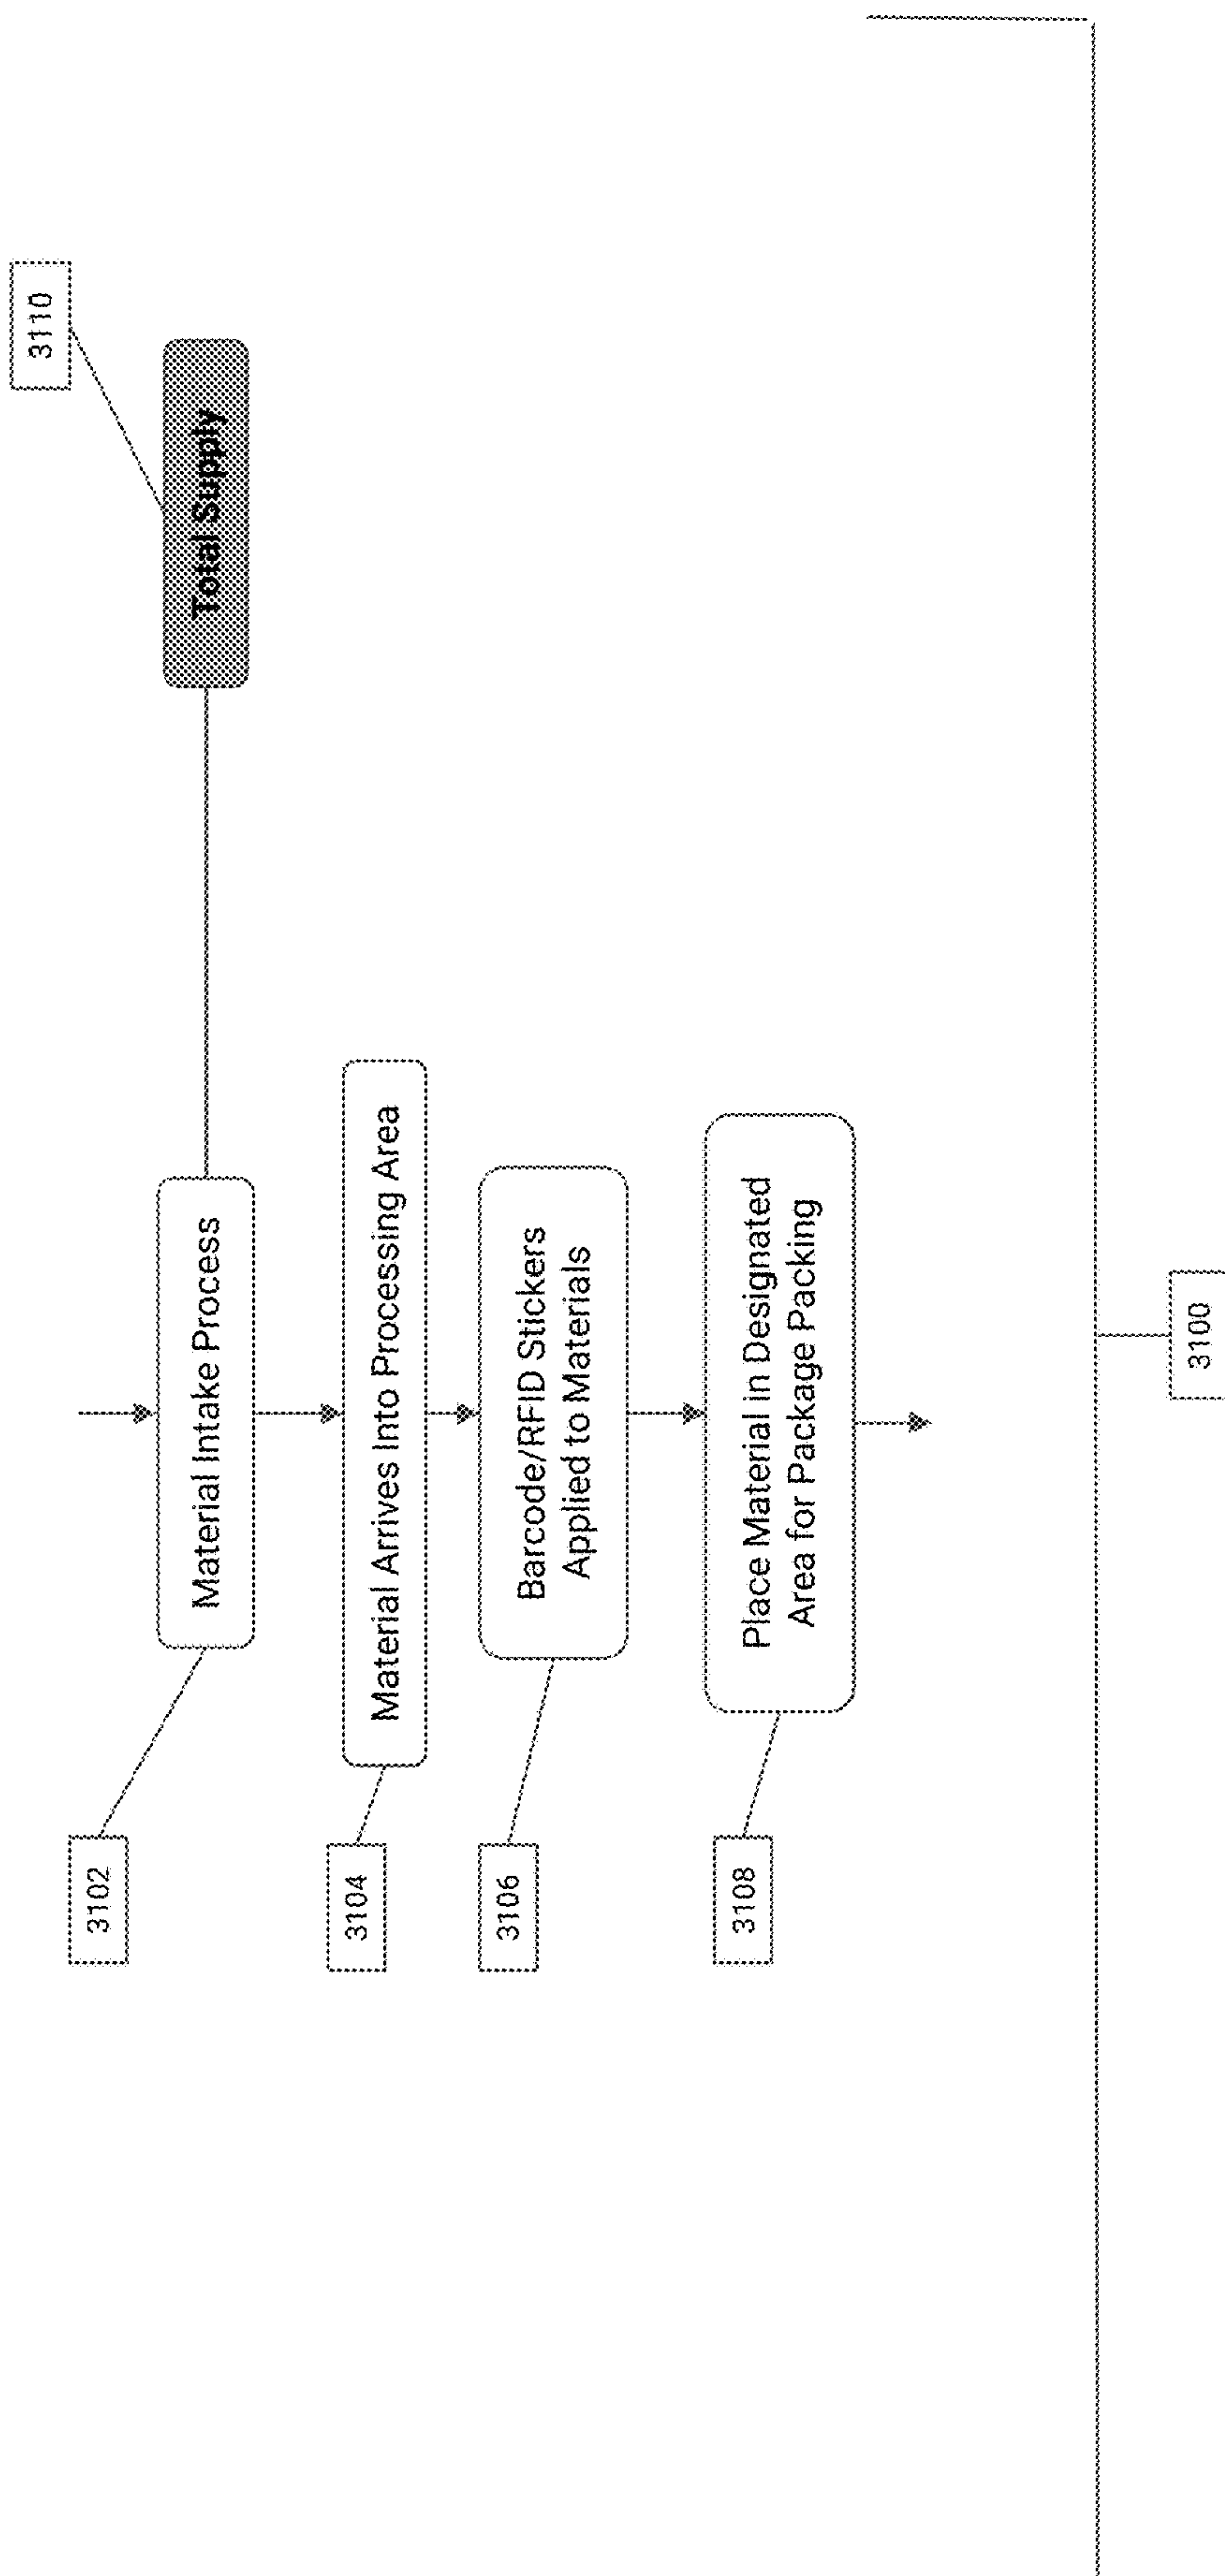 3110
Total Supply
3102
Material Intake Process
3104
Material Arrives Into Processing Area
3106
Barcode/RFID Stickers
Applied to Materials
3108
Place Material in Designated
Area for Package Packing
3100